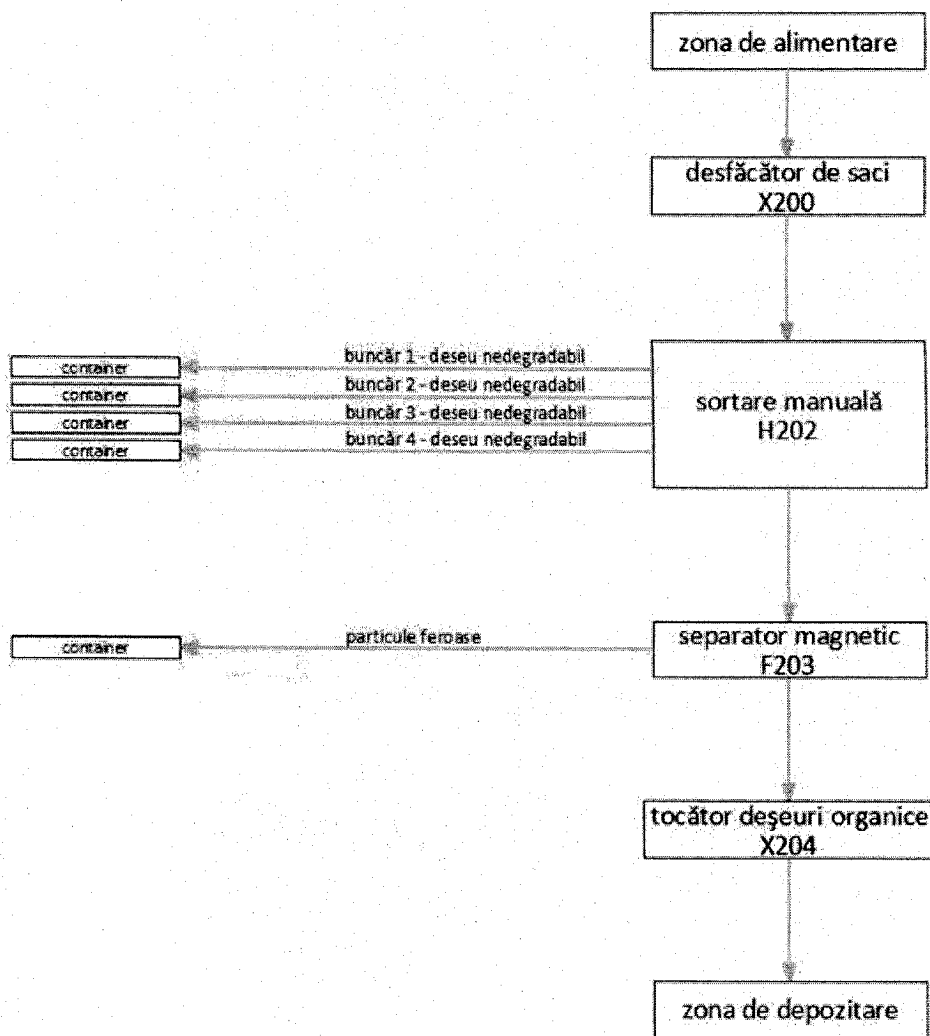 zona de alimentare
desfăcător de saci
X200
buncăr 1 - deseu nedegradabil
container
buncăr 2 - deseu nedegradabil
container
buncăr 3 - deseu nedegradabil
container
buncăr 4 - deseu nedegradabil
container
sortare manuală
H202
particule feroase
container
separator magnetic
F203
tocător deşeuri organice
X204
zona de depozitare